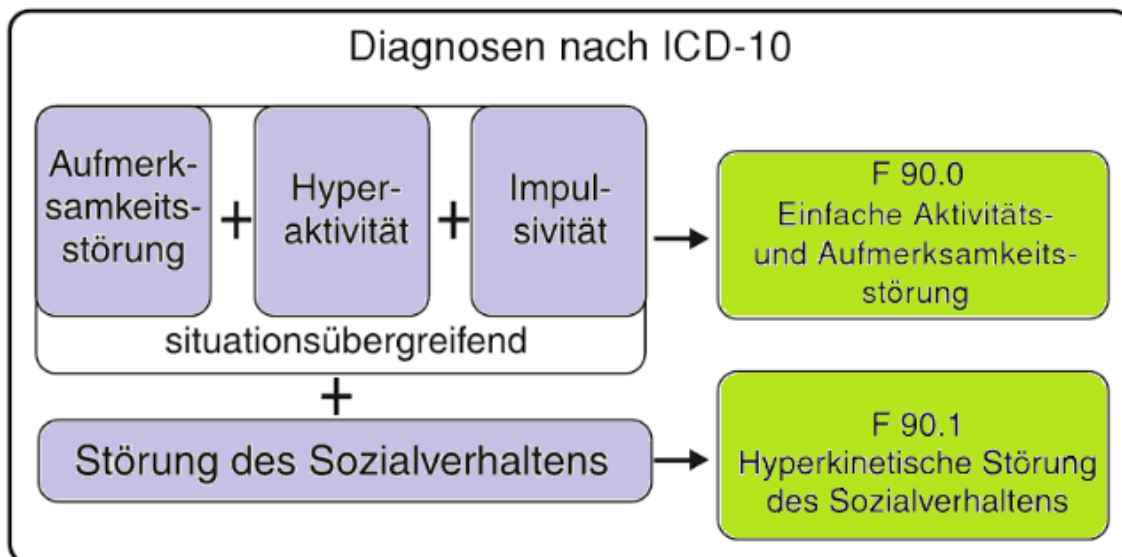 Diagnosen nach ICD-10
Aufmerk-
samkeits-
störung
+
Hyper-
aktivität
+
Impul-
sivität
situationsübergreifend
F 90.0
Einfache Aktivitäts-
und Aufmerksamkeits-
störung
+
Störung des Sozialverhaltens
F 90.1
Hyperkinetische Störung
des Sozialverhaltens